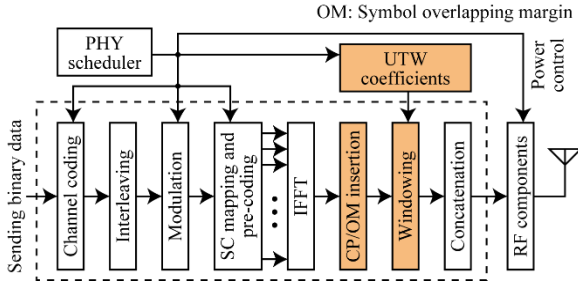 OM: Symbol overlapping margin
PHY
scheduler
UTW
coefficients
Power
control
Sending binary data
Channel coding
Interleaving
Modulation
SC mapping and
pre-coding
IFFT
CP/OM insertion
Windowing
Concatenation
RF components